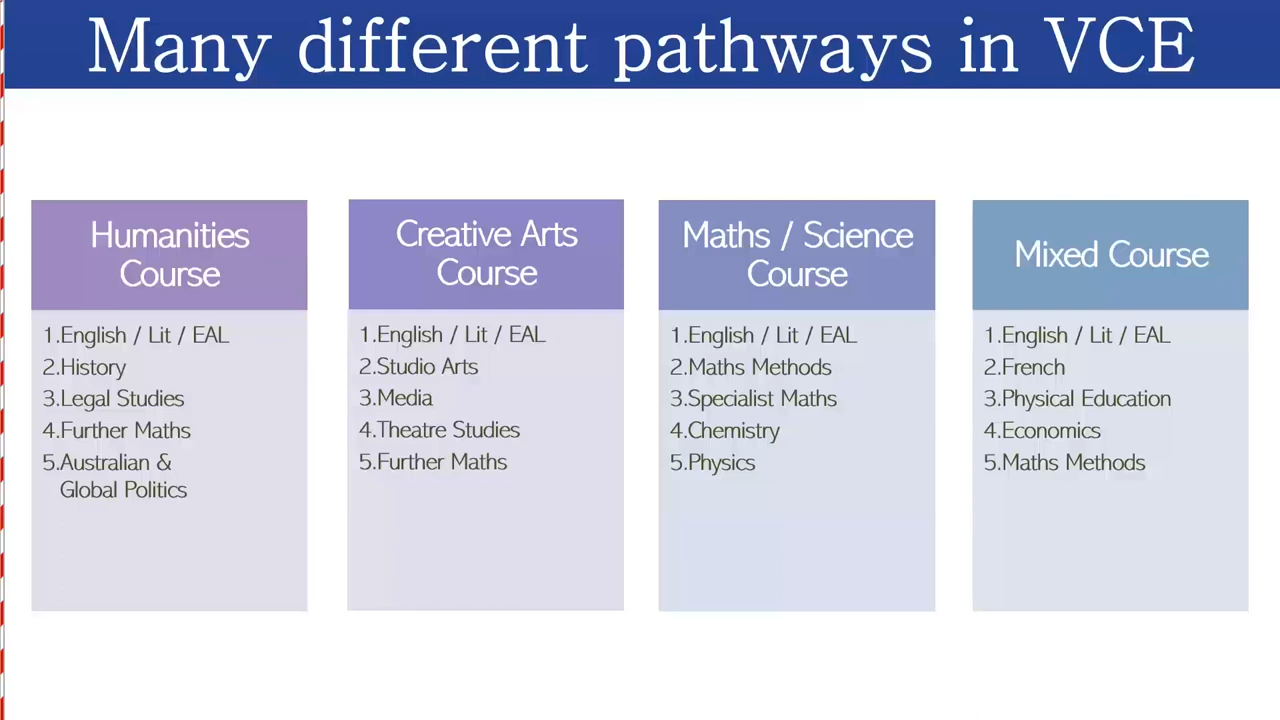 Many different pathways in VCE
Humanities
Course
1.English / Lit / EAL
2.History
3.Legal Studies
4.Further Maths
5.Australian &
Global Politics
Creative Arts
Course
1.English / Lit / EAL
2.Studio Arts
3.Media
4.Theatre Studies
5.Further Maths
Maths / Science
Course
1.English / Lit / EAL
2.Maths Methods
3.Specialist Maths
4.Chemistry
5.Physics
Mixed Course
1.English / Lit / EAL
2.French
3.Physical Education
4.Economics
5.Maths Methods